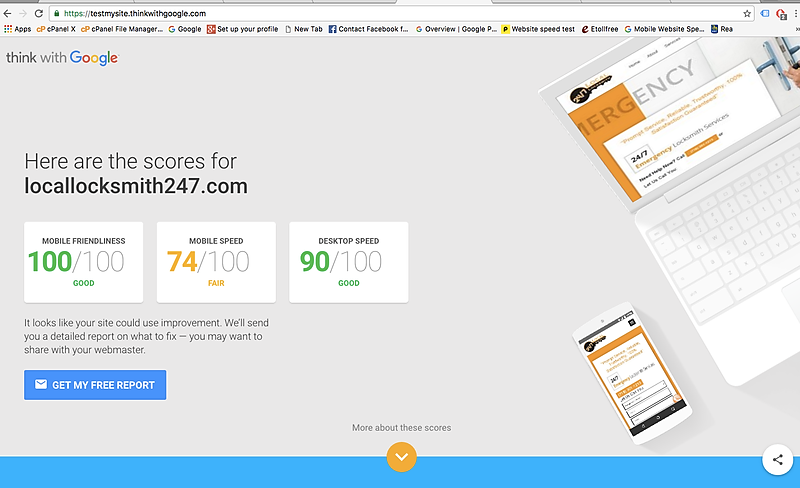 https://testmysite.thinkwithgoogle.com
Apps
cP cPanel X
cP cPanel File Manager...
G Google
Set up your profile
New Tab
Contact Facebook f...
G Overview | Google P...
Website speed test
Etollfree
G Mobile Website Spe...
Rea
think with Google
Here are the scores for
locallocksmith247.com
MOBILE FRIENDLINESS
100/100
GOOD
MOBILE SPEED
74/100
FAIR
DESKTOP SPEED
90/100
GOOD
It looks like your site could use improvement. We'll send
you a detailed report on what to fix — you may want to
share with your webmaster.
GET MY FREE REPORT
More about these scores
Home
About
Services
EMERGENCY
"Prompt Service, Reliable, Trustworthy, 100%
Satisfaction Guaranteed"
24/7
Emergency Locksmith Services
Need Help Now? Call
or
Let Us Call You:
24/7